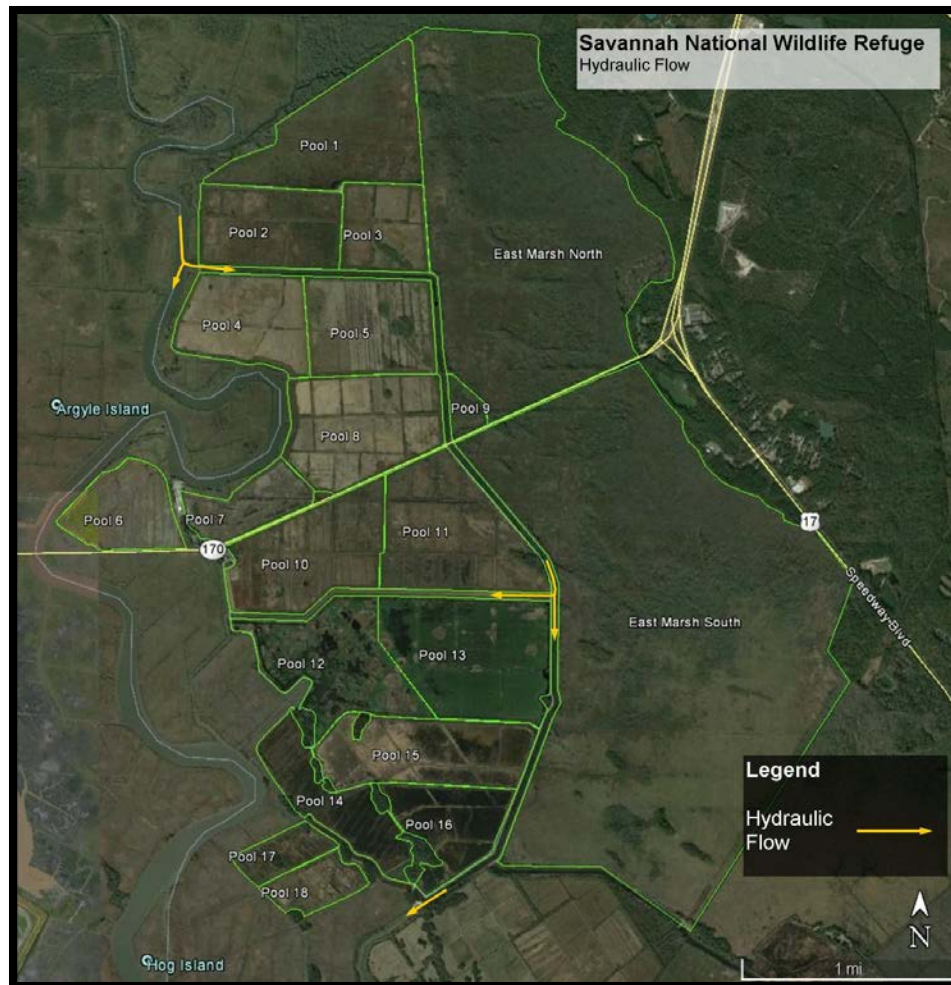 Savannah National Wildlife Refuge
Hydraulic Flow
Pool 1
Pool 2
Pool 3
East Marsh North
Pool 4
Pool 5
Argyle Island
Pool 9
Pool 8
Pool 6
Pool 7
17
Pool 11
170
Pool 10
Speedway Blvd
East Marsh South
Pool 12
Pool 13
Pool 15
Legend
Pool 14
Hydraulic
Flow
Pool 16
Pool 17
Pool 18
N
Hog Island
1 mi